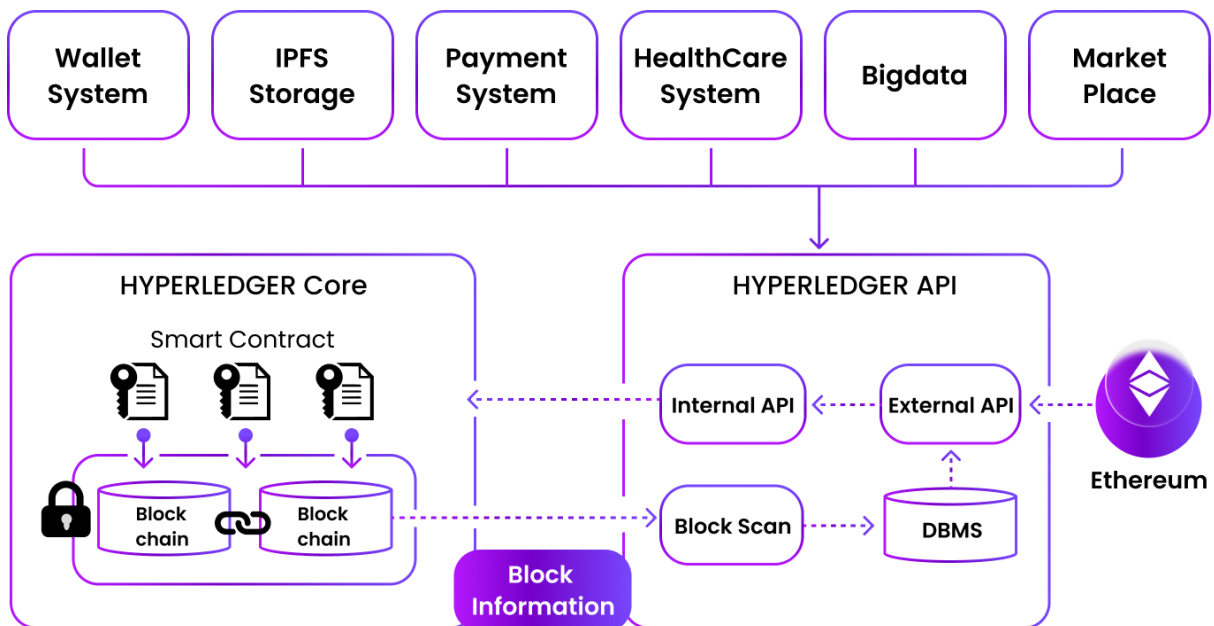 Wallet
System
IPFS
Storage
Payment
System
HealthCare
System
Bigdata
Market
Place
HYPERLEDGER Core
Smart Contract
Block
chain
Block
chain
Block
Information
HYPERLEDGER API
Internal API
External API
Block Scan
DBMS
Ethereum